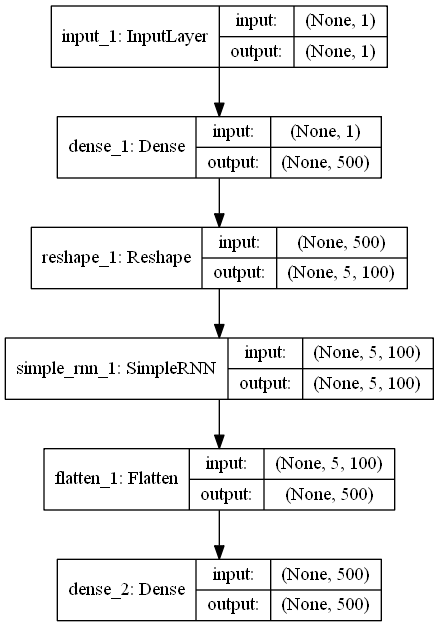 input_1: InputLayer
input: (None, 1)
output: (None, 1)
dense_1: Dense
input: (None, 1)
output: (None, 500)
reshape_1: Reshape
input: (None, 500)
output: (None, 5, 100)
simple_rnn_1: SimpleRNN
input: (None, 5, 100)
output: (None, 5, 100)
flatten_1: Flatten
input: (None, 5, 100)
output: (None, 500)
dense_2: Dense
input: (None, 500)
output: (None, 500)